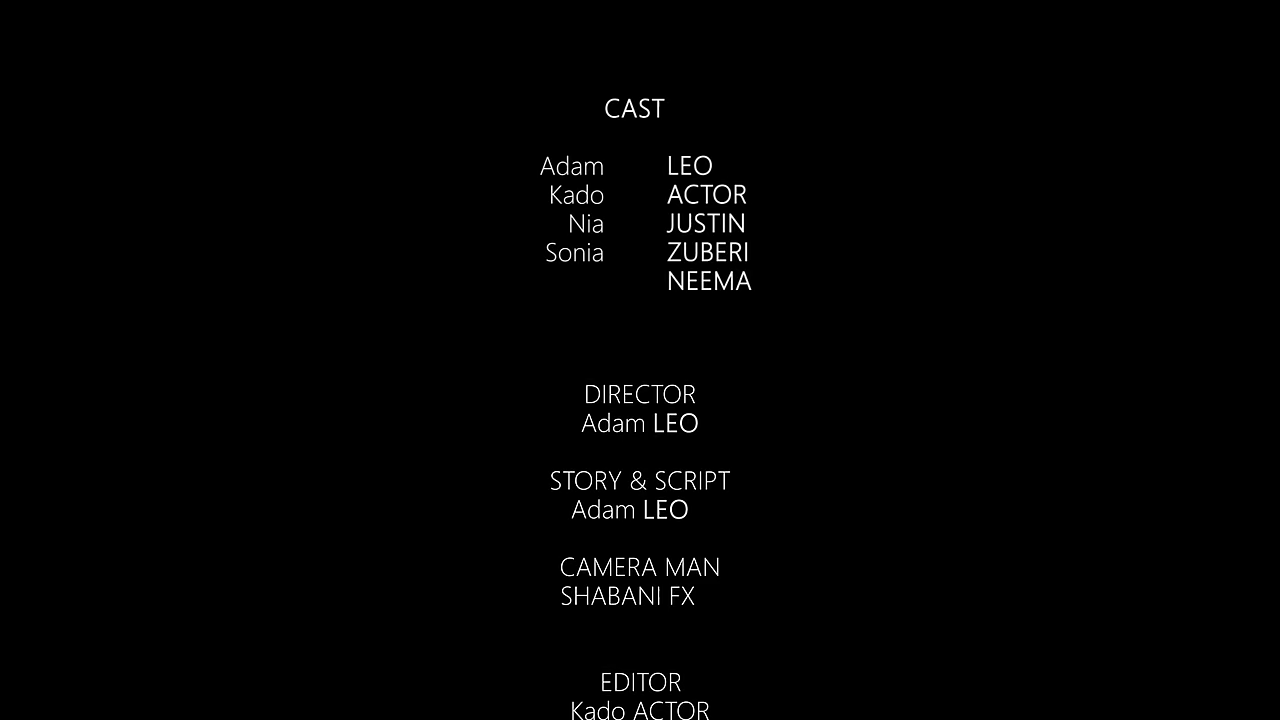 CAST
Adam LEO
Kado ACTOR
Nia JUSTIN
Sonia ZUBERI
NEEMA
DIRECTOR
Adam LEO
STORY & SCRIPT
Adam LEO
CAMERA MAN
SHABANI FX
EDITOR
Kado ACTOR